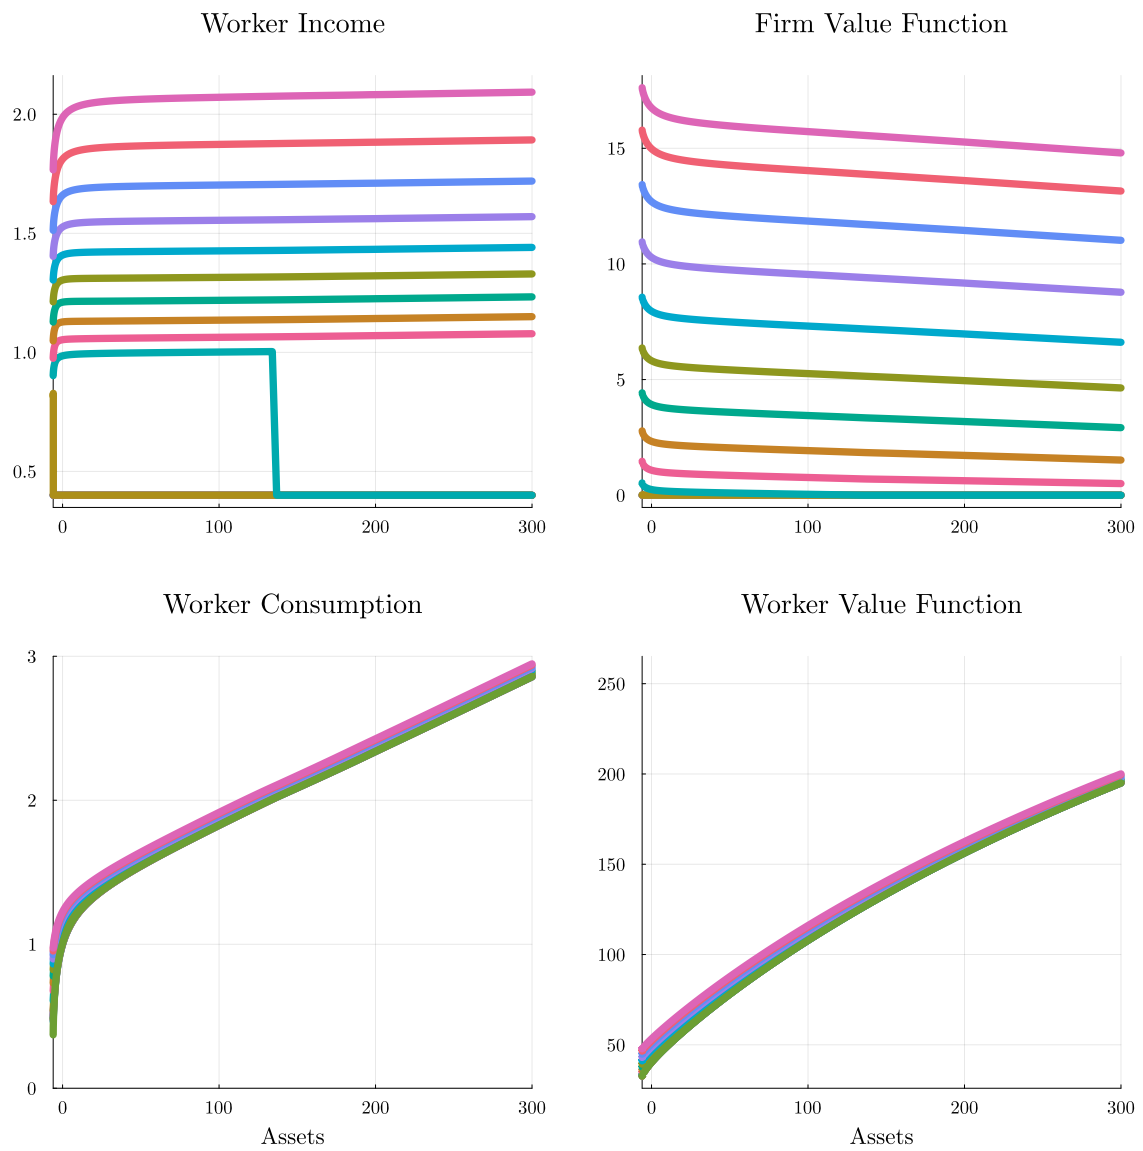 Worker Income
2.0
1.5
1.0
0.5
0 100 200 300
Firm Value Function
15
10
5
0
0 100 200 300
Worker Consumption
3
2
1
0
0 100 200 300
Assets
Worker Value Function
250
200
150
100
50
0 100 200 300
Assets